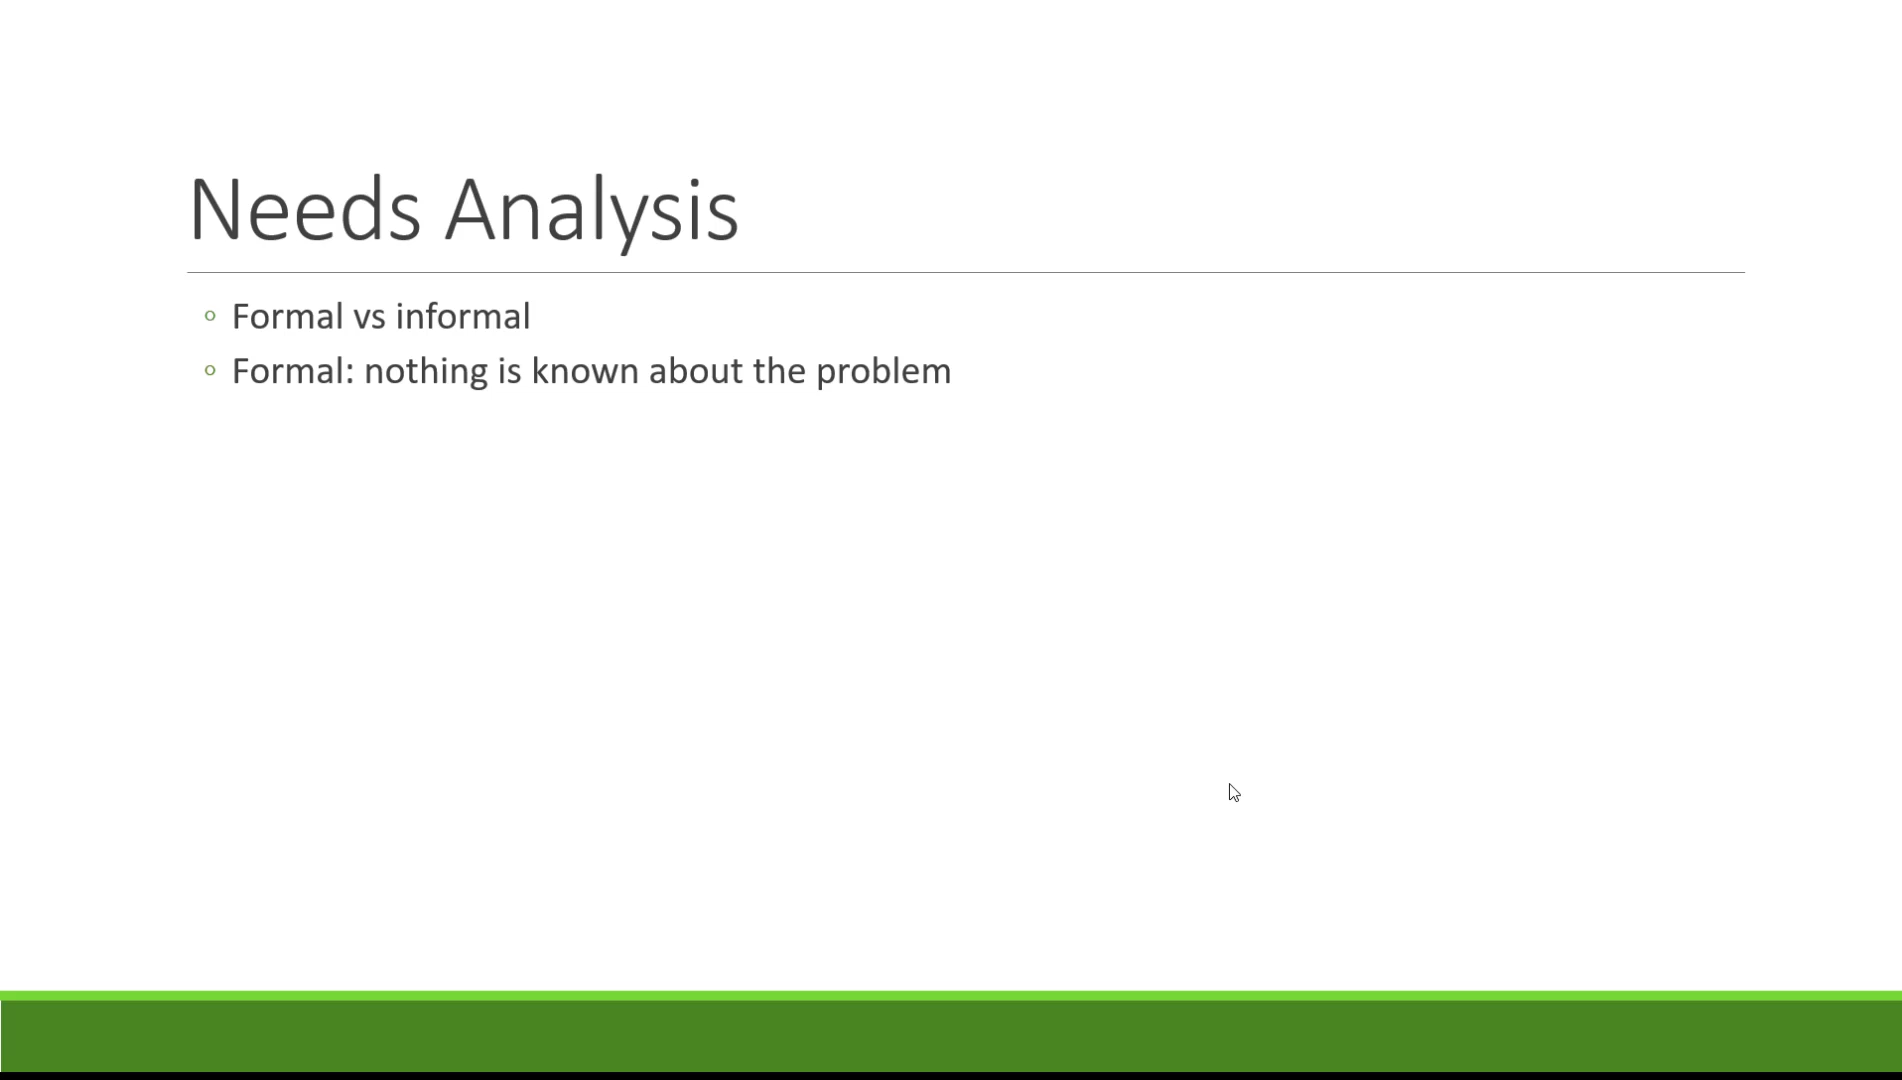 Needs Analysis
Formal vs informal
Formal: nothing is known about the problem